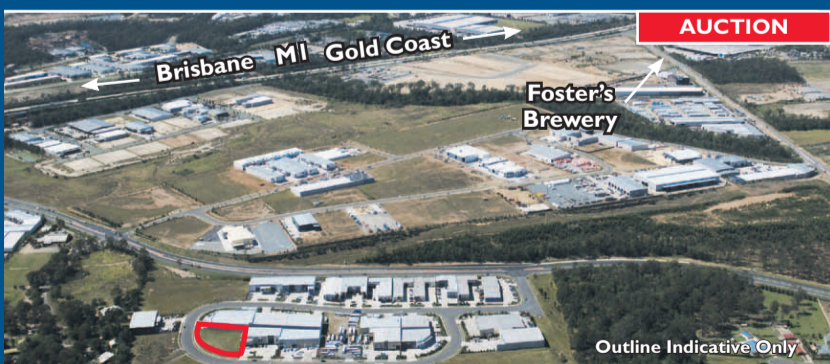 AUCTION
Brisbane M1 Gold Coast
Foster's
Brewery
Outline Indicative Only